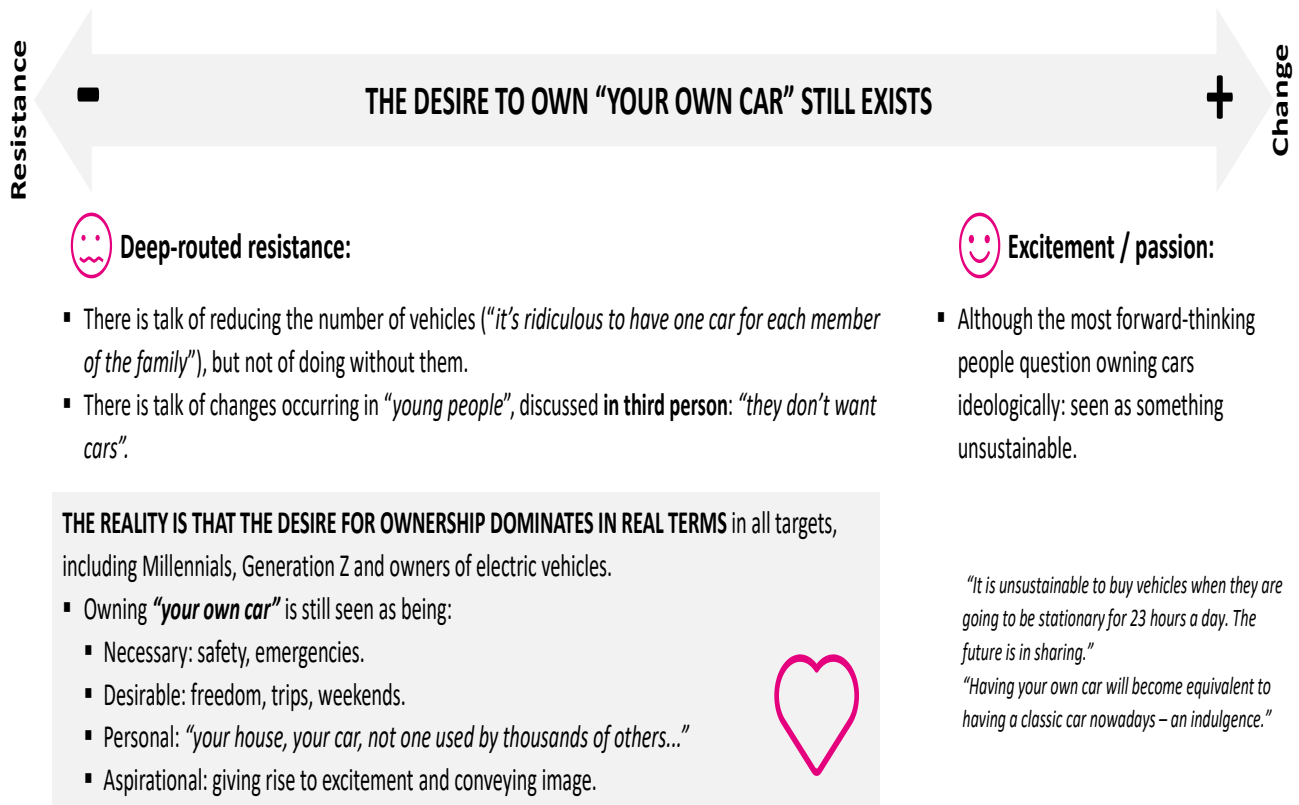 Resistance
-
THE DESIRE TO OWN “YOUR OWN CAR” STILL EXISTS
+
Change
Deep-routed resistance:
▪ There is talk of reducing the number of vehicles (“it’s ridiculous to have one car for each member
of the family”), but not of doing without them.
▪ There is talk of changes occurring in “young people”, discussed in third person: “they don’t want
cars”.
THE REALITY IS THAT THE DESIRE FOR OWNERSHIP DOMINATES IN REAL TERMS in all targets,
including Millennials, Generation Z and owners of electric vehicles.
▪ Owning “your own car” is still seen as being:
▪ Necessary: safety, emergencies.
▪ Desirable: freedom, trips, weekends.
▪ Personal: “your house, your car, not one used by thousands of others...”
▪ Aspirational: giving rise to excitement and conveying image.
Excitement / passion:
▪ Although the most forward-thinking
people question owning cars
ideologically: seen as something
unsustainable.
“It is unsustainable to buy vehicles when they are
going to be stationary for 23 hours a day. The
future is in sharing.”
“Having your own car will become equivalent to
having a classic car nowadays – an indulgence.”